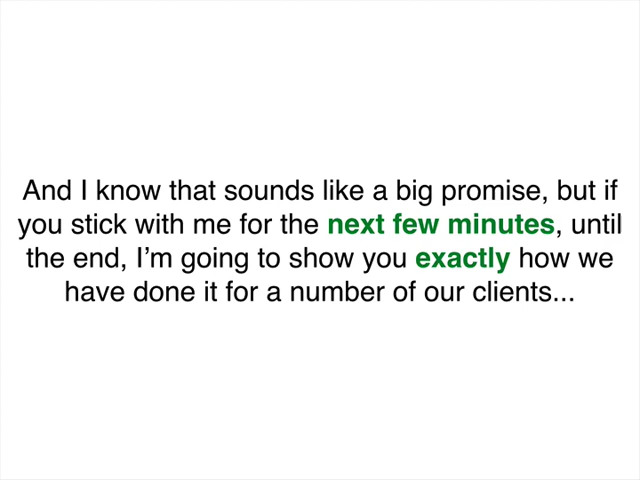 And I know that sounds like a big promise, but if
you stick with me for the next few minutes, until
the end, I’m going to show you exactly how we
have done it for a number of our clients...